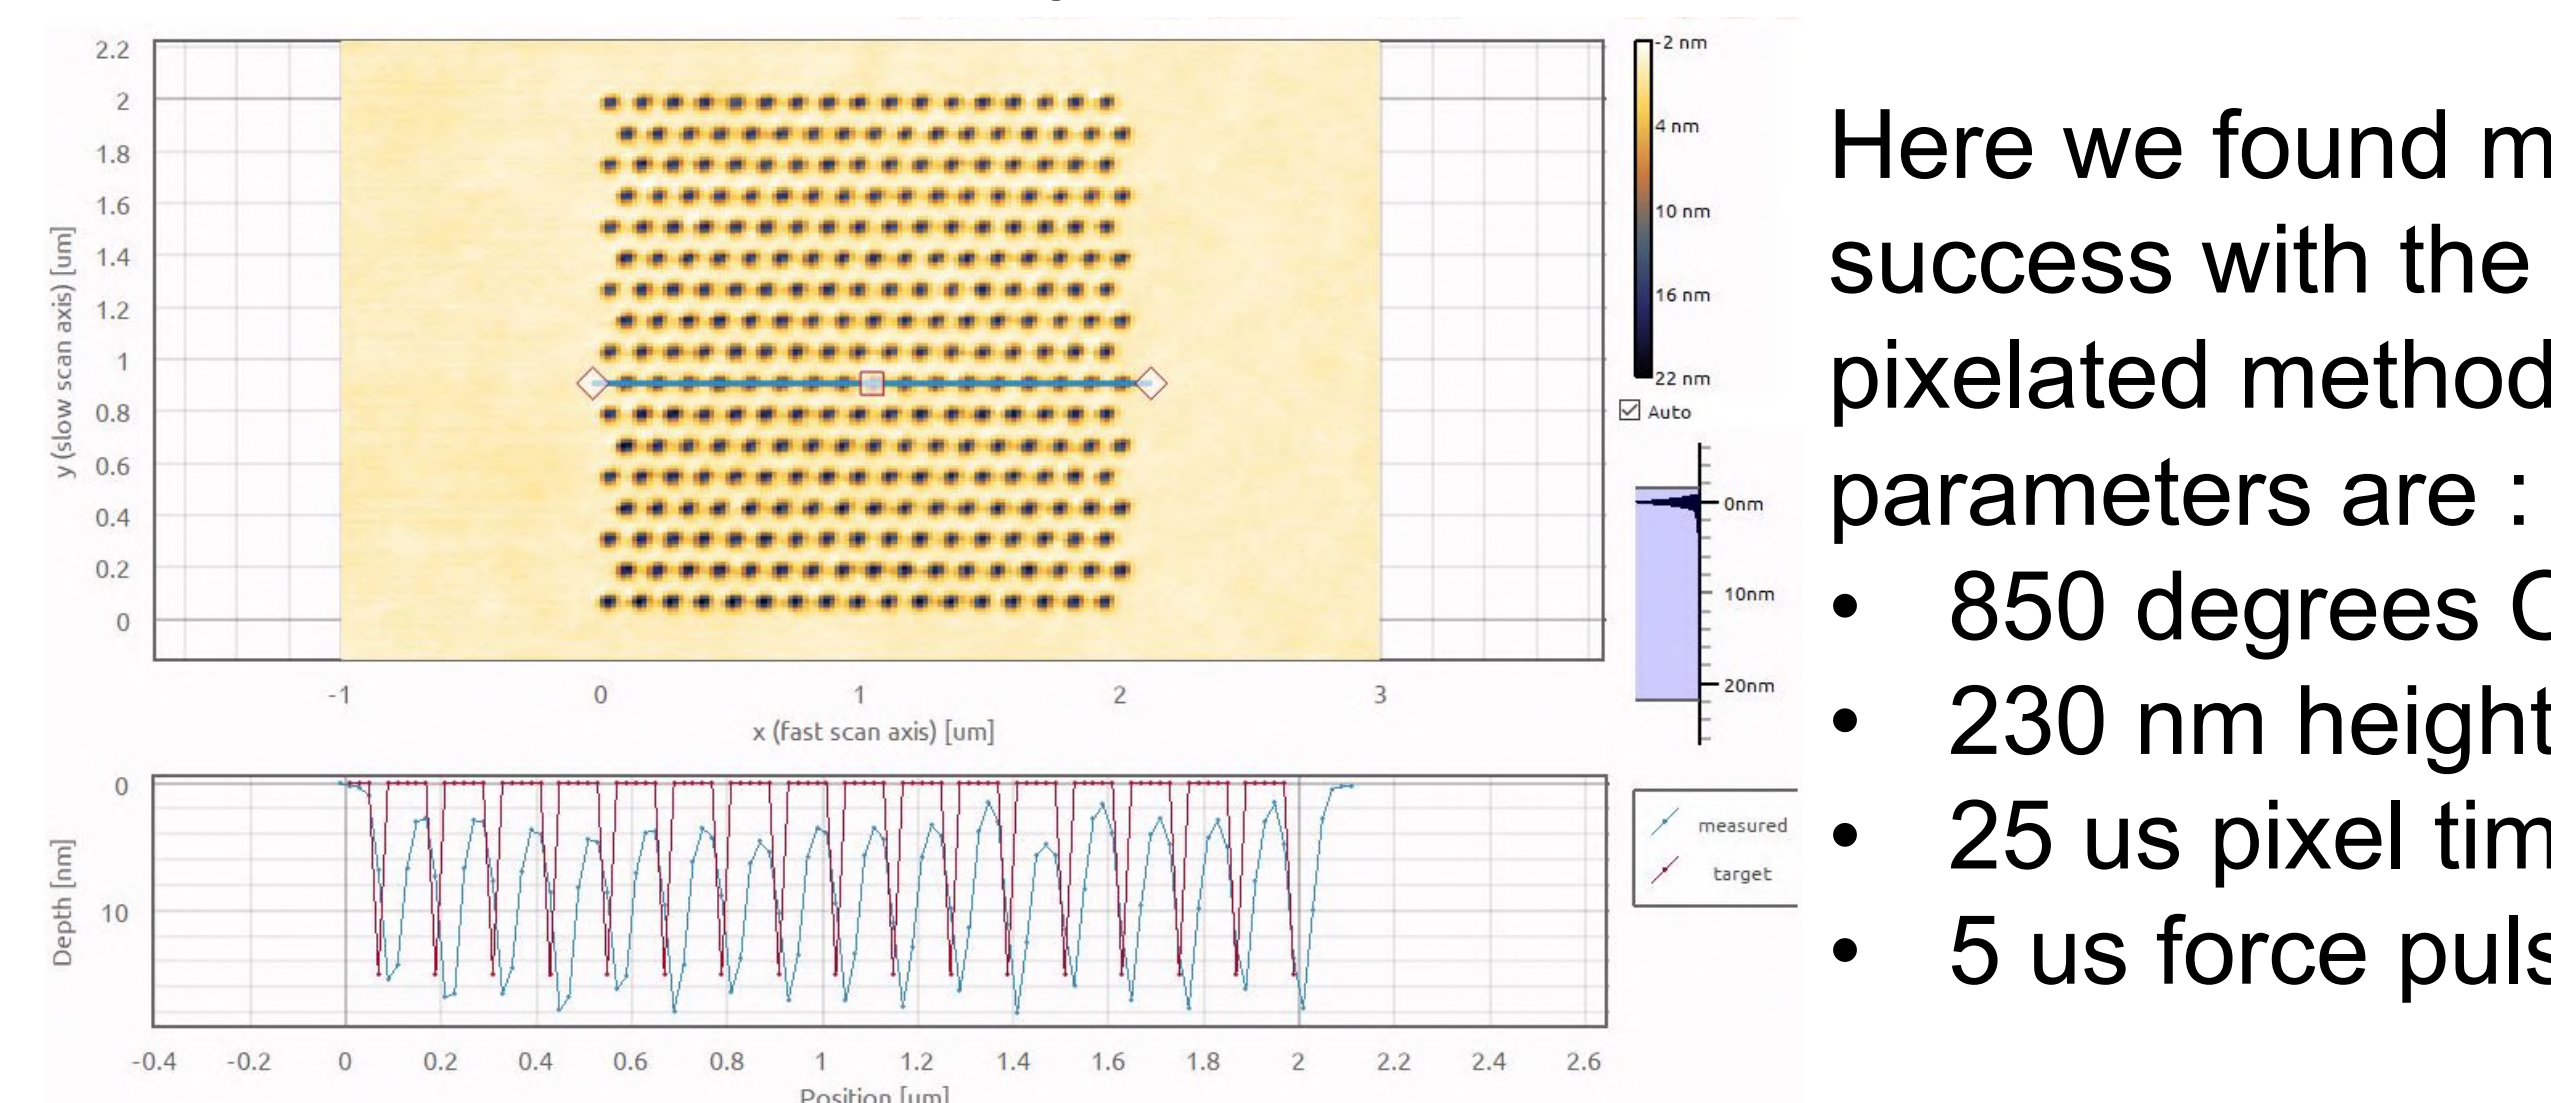 2.2
2
1.8
1.6
1.4
1.2
1
0.8
0.6
0.4
0.2
0
y (slow scan axis) [um]
-1 0 1 2 3
x (fast scan axis) [um]
-2 nm
4 nm
10 nm
16 nm
22 nm
Auto
0nm
10nm
20nm
0
10
Depth [nm]
-0.4 -0.2 0 0.2 0.4 0.6 0.8 1 1.2 1.4 1.6 1.8 2 2.2 2.4 2.6
Position [um]
measured
target
Here we found m
success with the
pixelated method
parameters are :
• 850 degrees C
• 230 nm height
• 25 us pixel tim
• 5 us force puls